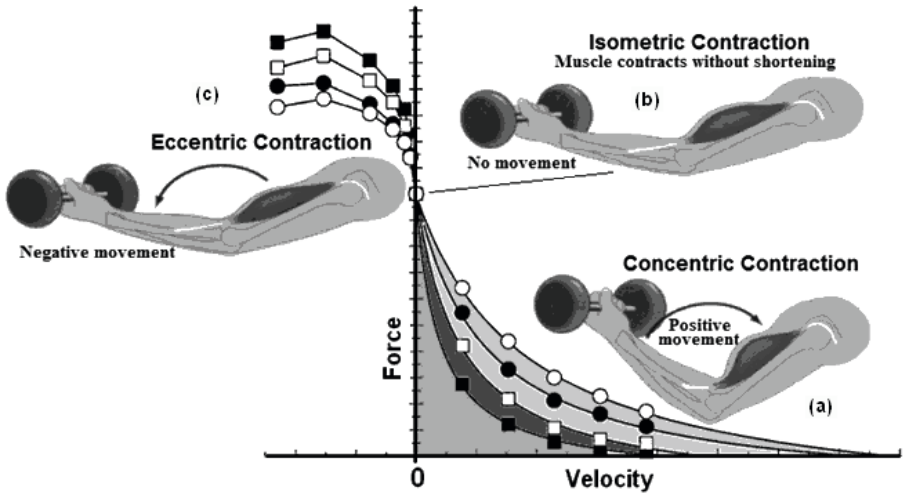 Isometric Contraction
Muscle contracts without shortening
(b)
(c)
Eccentric Contraction
No movement
Negative movement
Concentric Contraction
Positive
movement
(a)
Force
0
Velocity